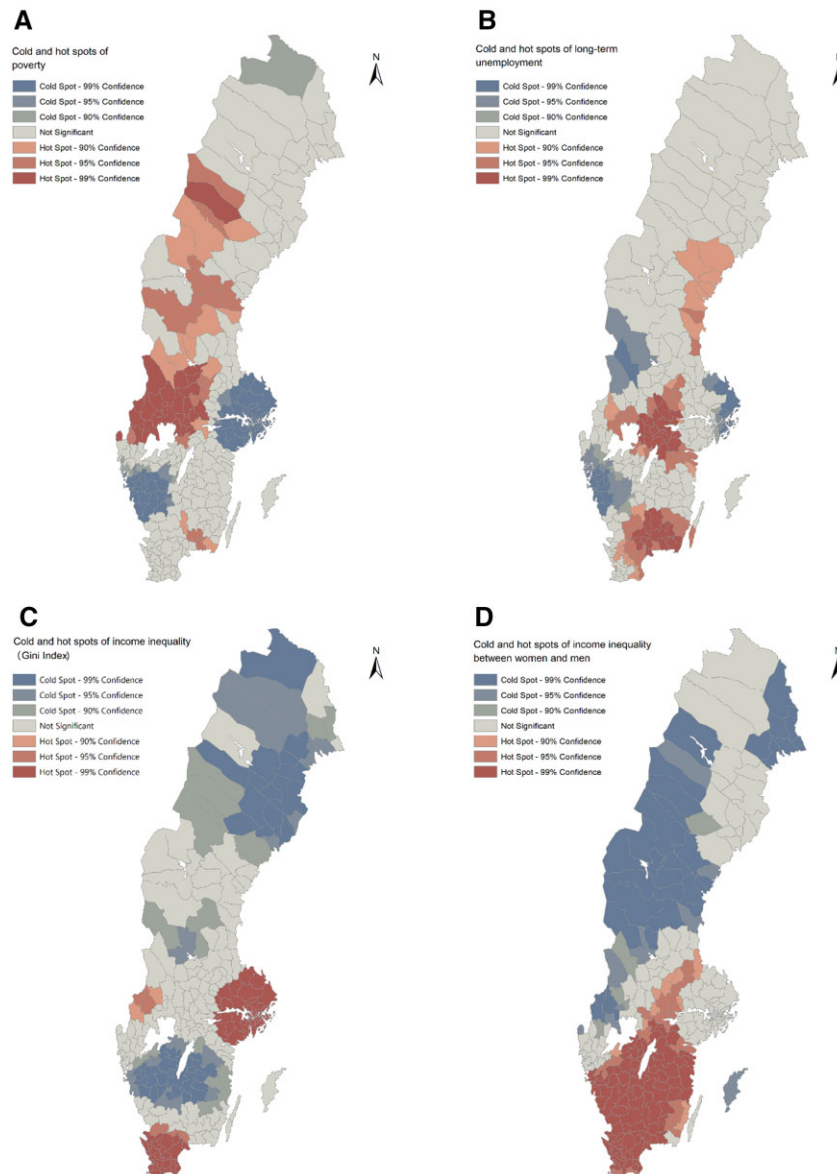 A
Cold and hot spots of
poverty
Cold Spot - 99% Confidence
Cold Spot - 95% Confidence
Cold Spot - 90% Confidence
Not Significant
Hot Spot - 90% Confidence
Hot Spot - 95% Confidence
Hot Spot - 99% Confidence
N
B
Cold and hot spots of long-term
unemployment
Cold Spot - 99% Confidence
Cold Spot - 95% Confidence
Cold Spot - 90% Confidence
Not Significant
Hot Spot - 90% Confidence
Hot Spot - 95% Confidence
Hot Spot - 99% Confidence
N
C
Cold and hot spots of income inequality
(Gini Index)
Cold Spot - 99% Confidence
Cold Spot - 95% Confidence
Cold Spot - 90% Confidence
Not Significant
Hot Spot - 90% Confidence
Hot Spot - 95% Confidence
Hot Spot - 99% Confidence
N
D
Cold and hot spots of income inequality
between women and men
Cold Spot - 99% Confidence
Cold Spot - 95% Confidence
Cold Spot - 90% Confidence
Not Significant
Hot Spot - 90% Confidence
Hot Spot - 95% Confidence
Hot Spot - 99% Confidence
N